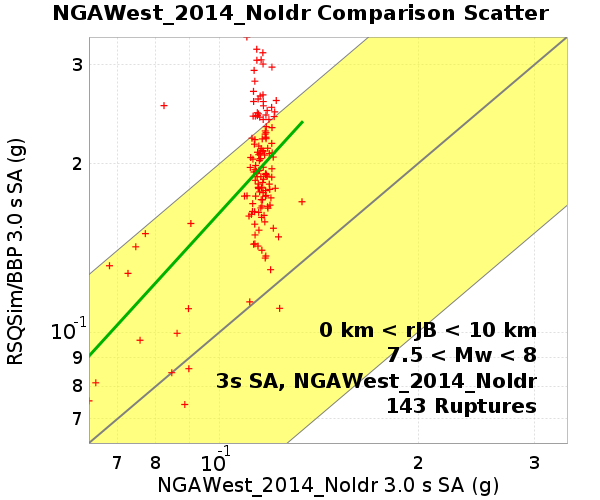 NGAWest_2014_NoIdr Comparison Scatter
RSQSim/BBP 3.0 s SA (g)
3
2
10^-1
9
8
7
0 km < rJB < 10 km
7.5 < Mw < 8
3s SA, NGAWest_2014_NoIdr
143 Ruptures
7 8 10^-1 2 3
NGAWest_2014_NoIdr 3.0 s SA (g)